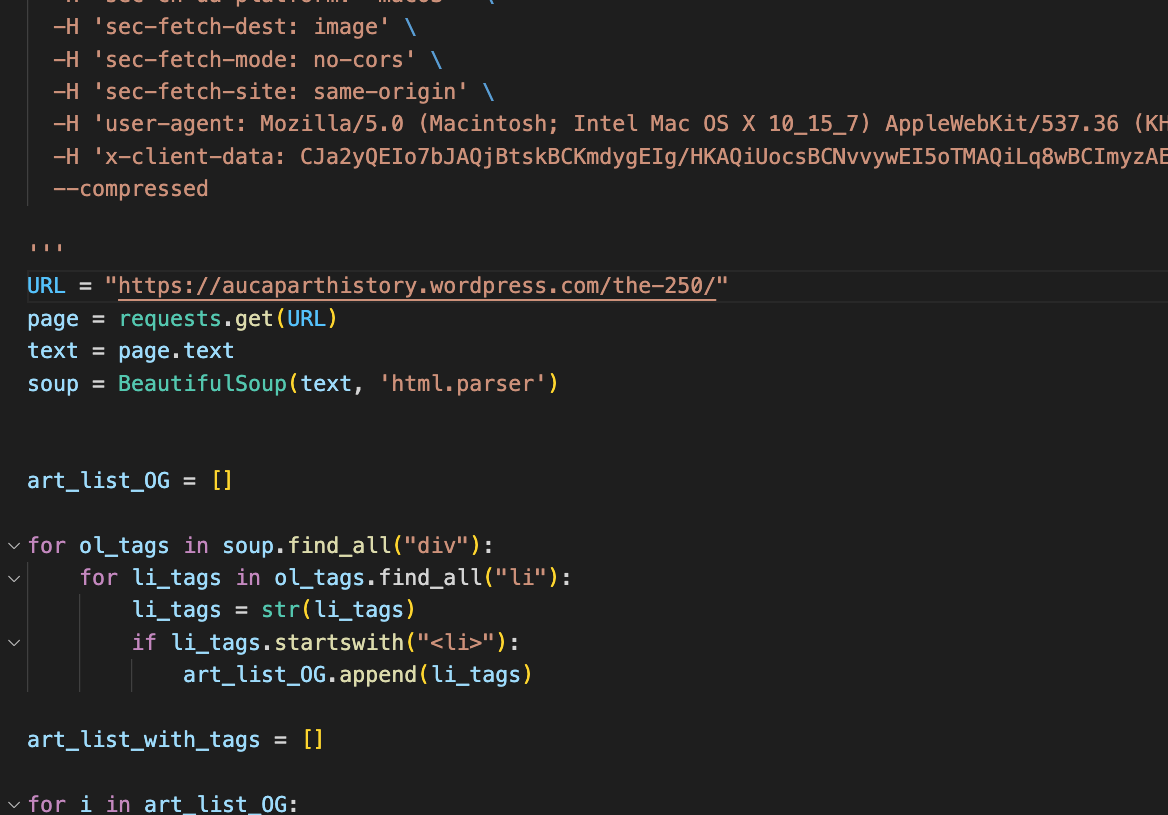 -H 'sec-fetch-dest: image' \
-H 'sec-fetch-mode: no-cors' \
-H 'sec-fetch-site: same-origin' \
-H 'user-agent: Mozilla/5.0 (Macintosh; Intel Mac OS X 10_15_7) AppleWebKit/537.36 (KH
-H 'x-client-data: CJa2yQEIo7bJAQjBtskBCKmdygEIg/HKAQiUocsBCNvvywEI5oTMAQiLq8wBCImyzAE
--compressed
'''
URL = "https://aucaparthistory.wordpress.com/the-250/"
page = requests.get(URL)
text = page.text
soup = BeautifulSoup(text, 'html.parser')
art_list_OG = []
for ol_tags in soup.find_all("div"):
for li_tags in ol_tags.find_all("li"):
li_tags = str(li_tags)
if li_tags.startswith("<li>"):
art_list_OG.append(li_tags)
art_list_with_tags = []
for i in art_list_OG: